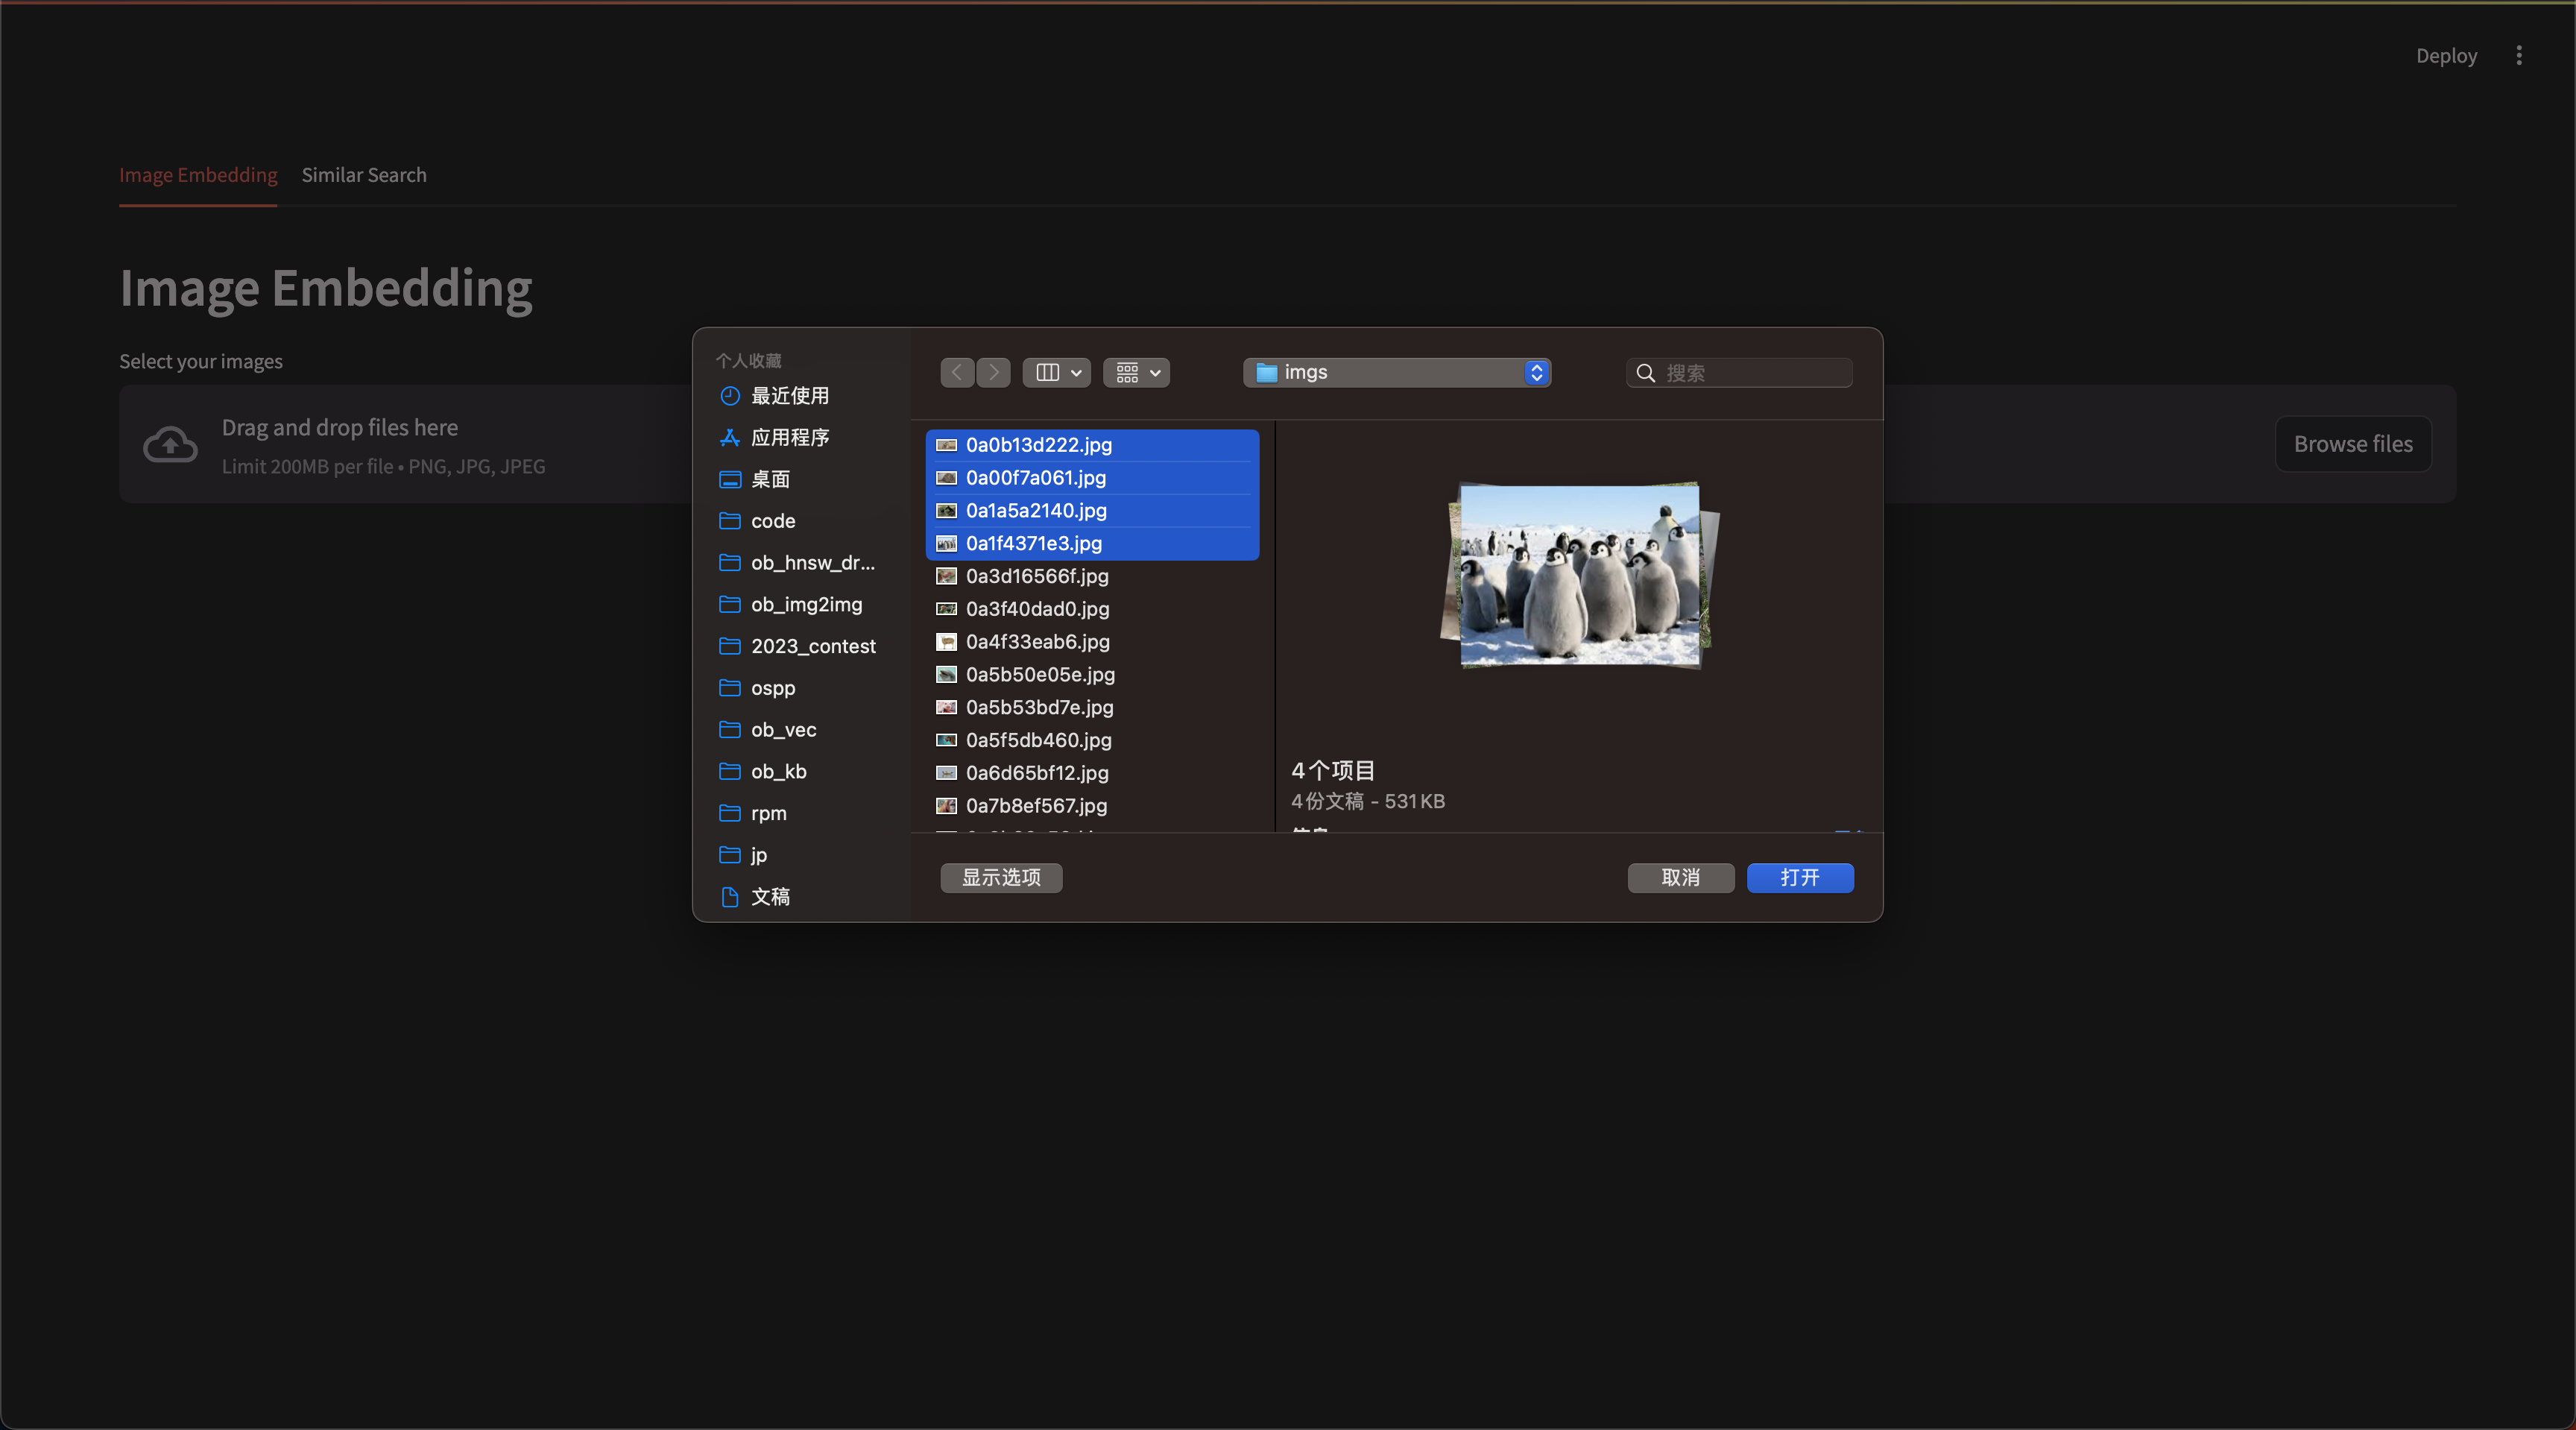 Deploy
Image Embedding
Similar Search
Image Embedding
Select your images
Drag and drop files here
Limit 200MB per file • PNG, JPG, JPEG
Browse files
个人收藏
最近使用
应用程序
桌面
code
ob_hnsw_dr...
ob_img2img
2023_contest
ospp
ob_vec
ob_kb
rpm
jp
文稿
imgs
搜索
0a0b13d222.jpg
0a00f7a061.jpg
0a1a5a2140.jpg
0a1f4371e3.jpg
0a3d16566f.jpg
0a3f40dad0.jpg
0a4f33eab6.jpg
0a5b50e05e.jpg
0a5b53bd7e.jpg
0a5f5db460.jpg
0a6d65bf12.jpg
0a7b8ef567.jpg
4个项目
4份文稿 - 531 KB
显示选项
取消
打开